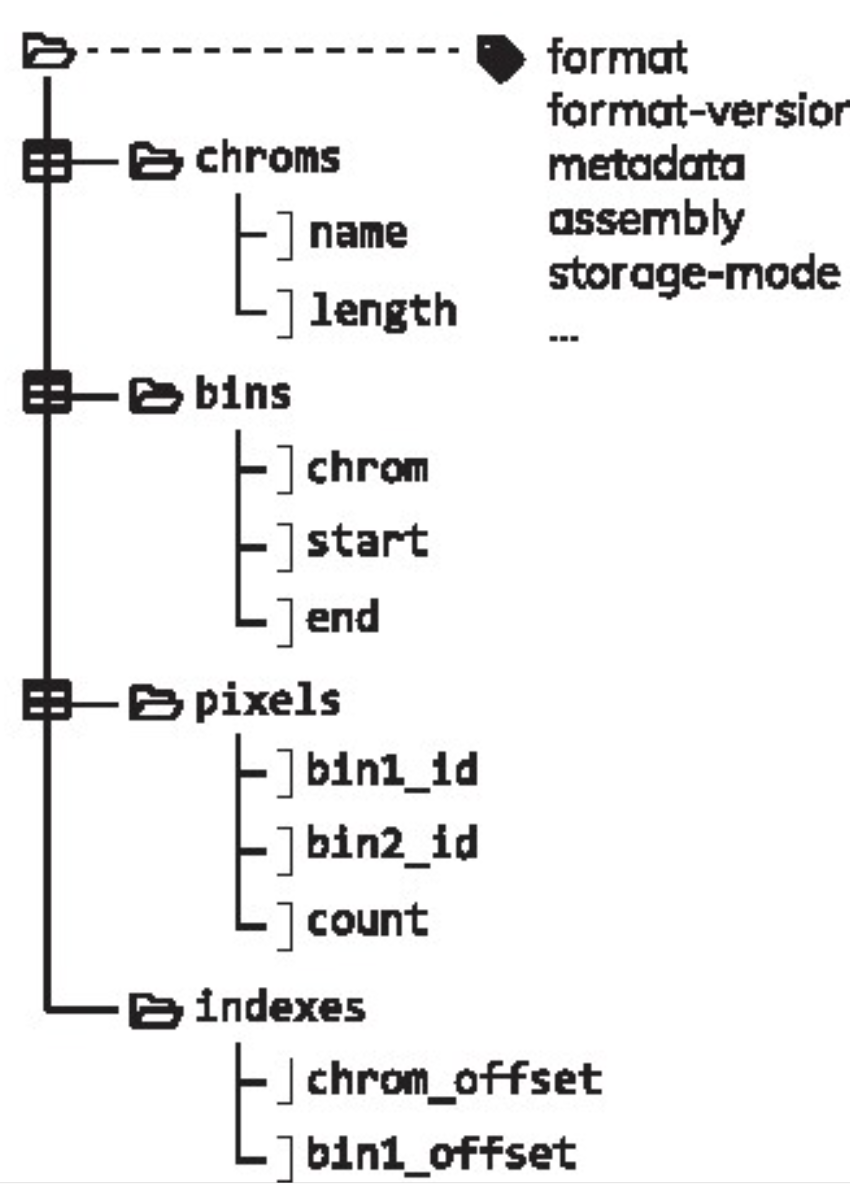 format
format-version
metadata
assembly
storage-mode
...
chroms
name
length
bins
chrom
start
end
pixels
bin1_id
bin2_id
count
indexes
chrom_offset
bin1_offset